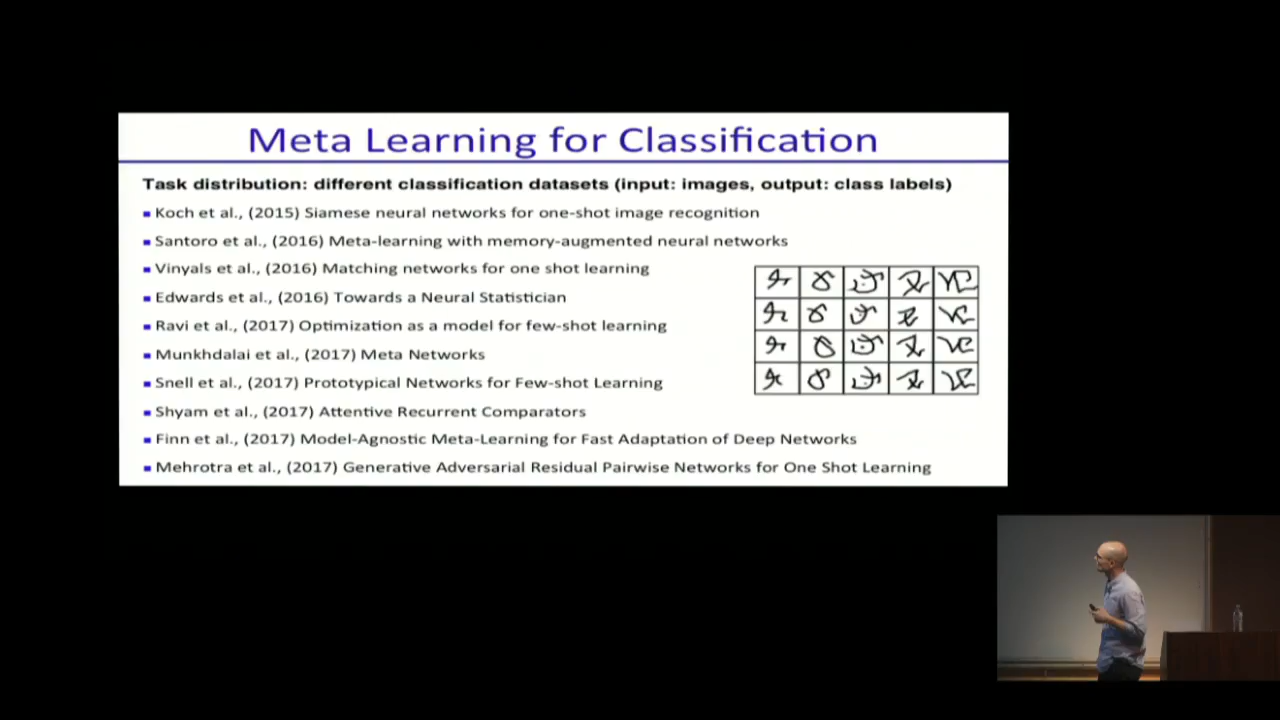 Meta Learning for Classification
Task distribution: different classification datasets (input: images, output: class labels)
Koch et al., (2015) Siamese neural networks for one-shot image recognition
Santoro et al., (2016) Meta-learning with memory-augmented neural networks
Vinyals et al., (2016) Matching networks for one shot learning
Edwards et al., (2016) Towards a Neural Statistician
Ravi et al., (2017) Optimization as a model for few-shot learning
Munkhdalai et al., (2017) Meta Networks
Snell et al., (2017) Prototypical Networks for Few-shot Learning
Shyam et al., (2017) Attentive Recurrent Comparators
Finn et al., (2017) Model-Agnostic Meta-Learning for Fast Adaptation of Deep Networks
Mehrotra et al., (2017) Generative Adversarial Residual Pairwise Networks for One Shot Learning